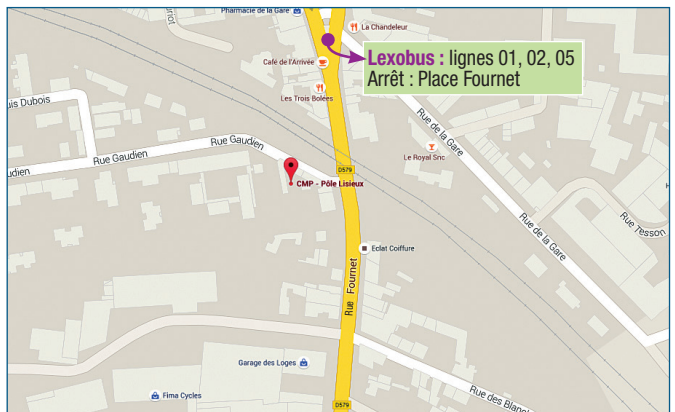 Pharmacie de la Gare
La Chandeleur
Lexobus : lignes 01, 02, 05
Arrêt : Place Fournet
Café de l'Arrivée
Les Trois Bolées
uis Dubois
Rue de la Gare
Rue Gaudien
Le Royal Snc
Rue Gaudien
udien
D579
CMP - Pôle Lisieux
Rue Tesson
Rue de la Gare
Eclat Coiffure
Rue Fournet
Garage des Loges
Rue des Blanc
Fima Cycles
D579